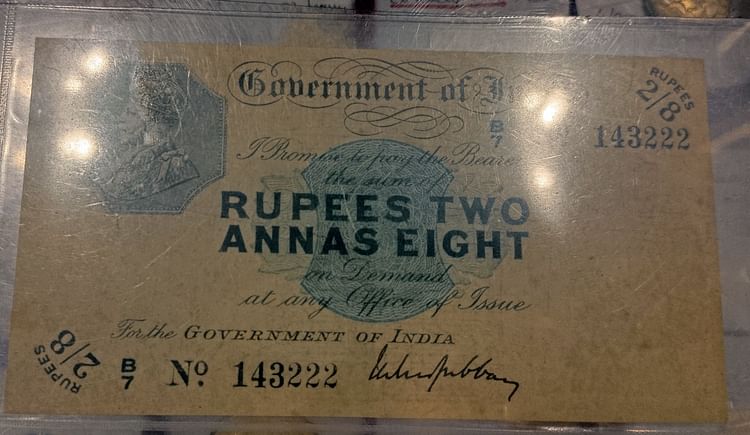 Government of
RUPEES
2/8
B
7
143222
I Promise to pay the
the sum of
RUPEES TWO
ANNAS EIGHT
on Demand
at any Office of Issue
For the GOVERNMENT OF INDIA
RUPEES
2/8
B
7
No 143222